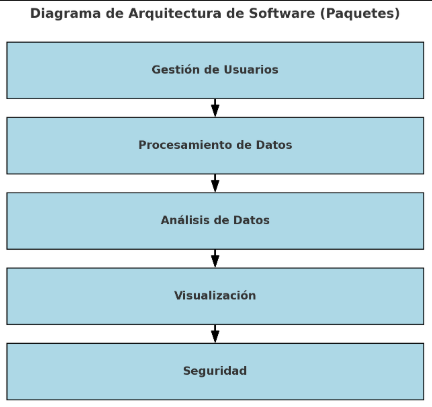 Diagrama de Arquitectura de Software (Paquetes)
Gestión de Usuarios
Procesamiento de Datos
Análisis de Datos
Visualización
Seguridad